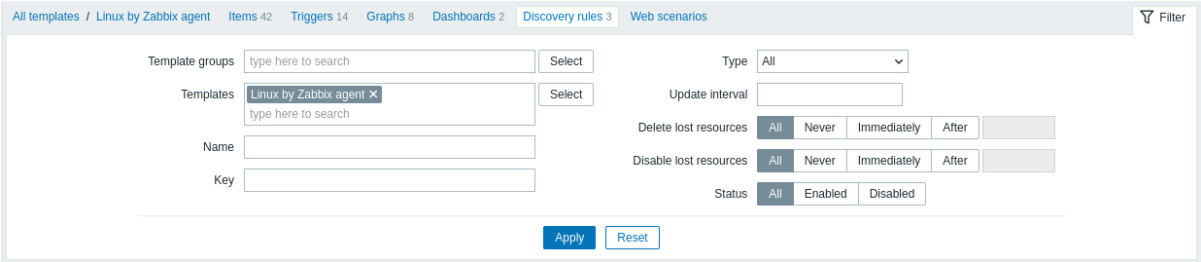 All templates / Linux by Zabbix agent Items 42 Triggers 14 Graphs 8 Dashboards 2 Discovery rules 3 Web scenarios Filter
Template groups type here to search Select Type All
Templates Linux by Zabbix agent Select Update interval
type here to search
Delete lost resources All Never Immediately After
Name
Disable lost resources All Never Immediately After
Key
Status All Enabled Disabled
Apply Reset